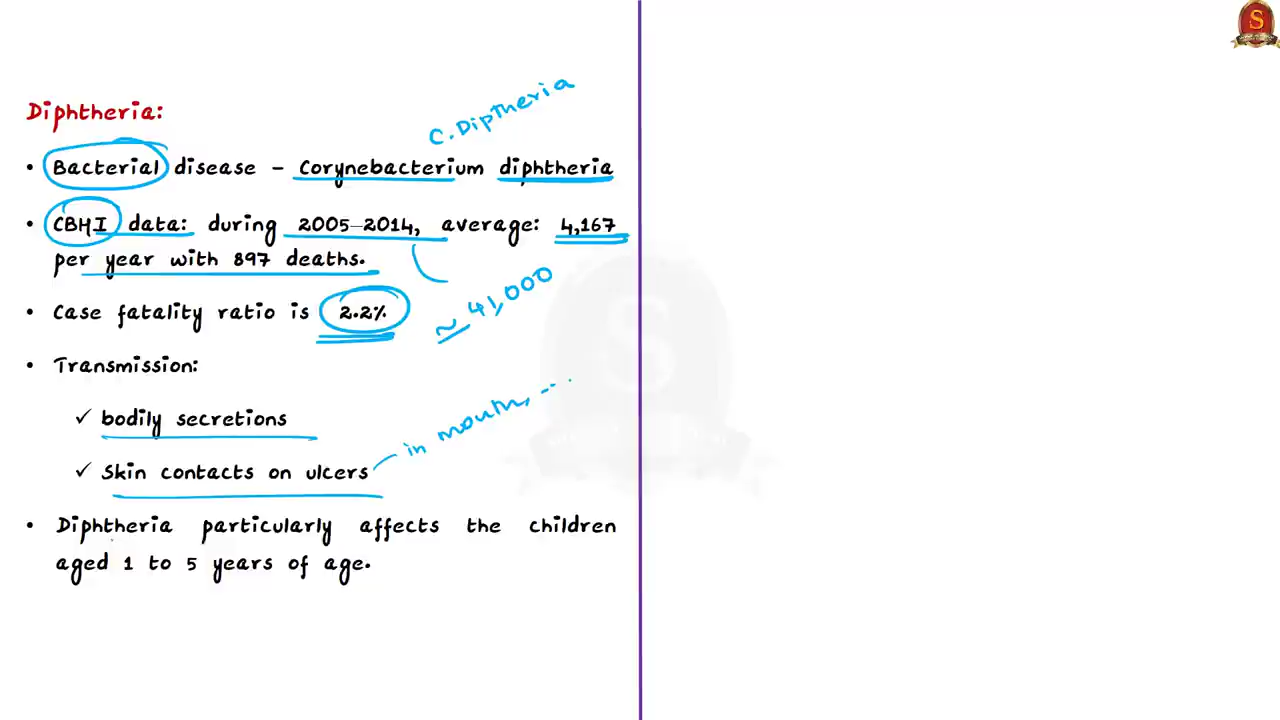 Diphtheria:
C. Diptheria
• Bacterial disease – Corynebacterium diphtheria
• CBHI data: during 2005–2014, average: 4,167
per year with 897 deaths.
≈ 41,000
• Case fatality ratio is 2.2%
• Transmission:
✓ bodily secretions
in mouth, ...
✓ Skin contacts on ulcers
• Diphtheria particularly affects the children
aged 1 to 5 years of age.
S